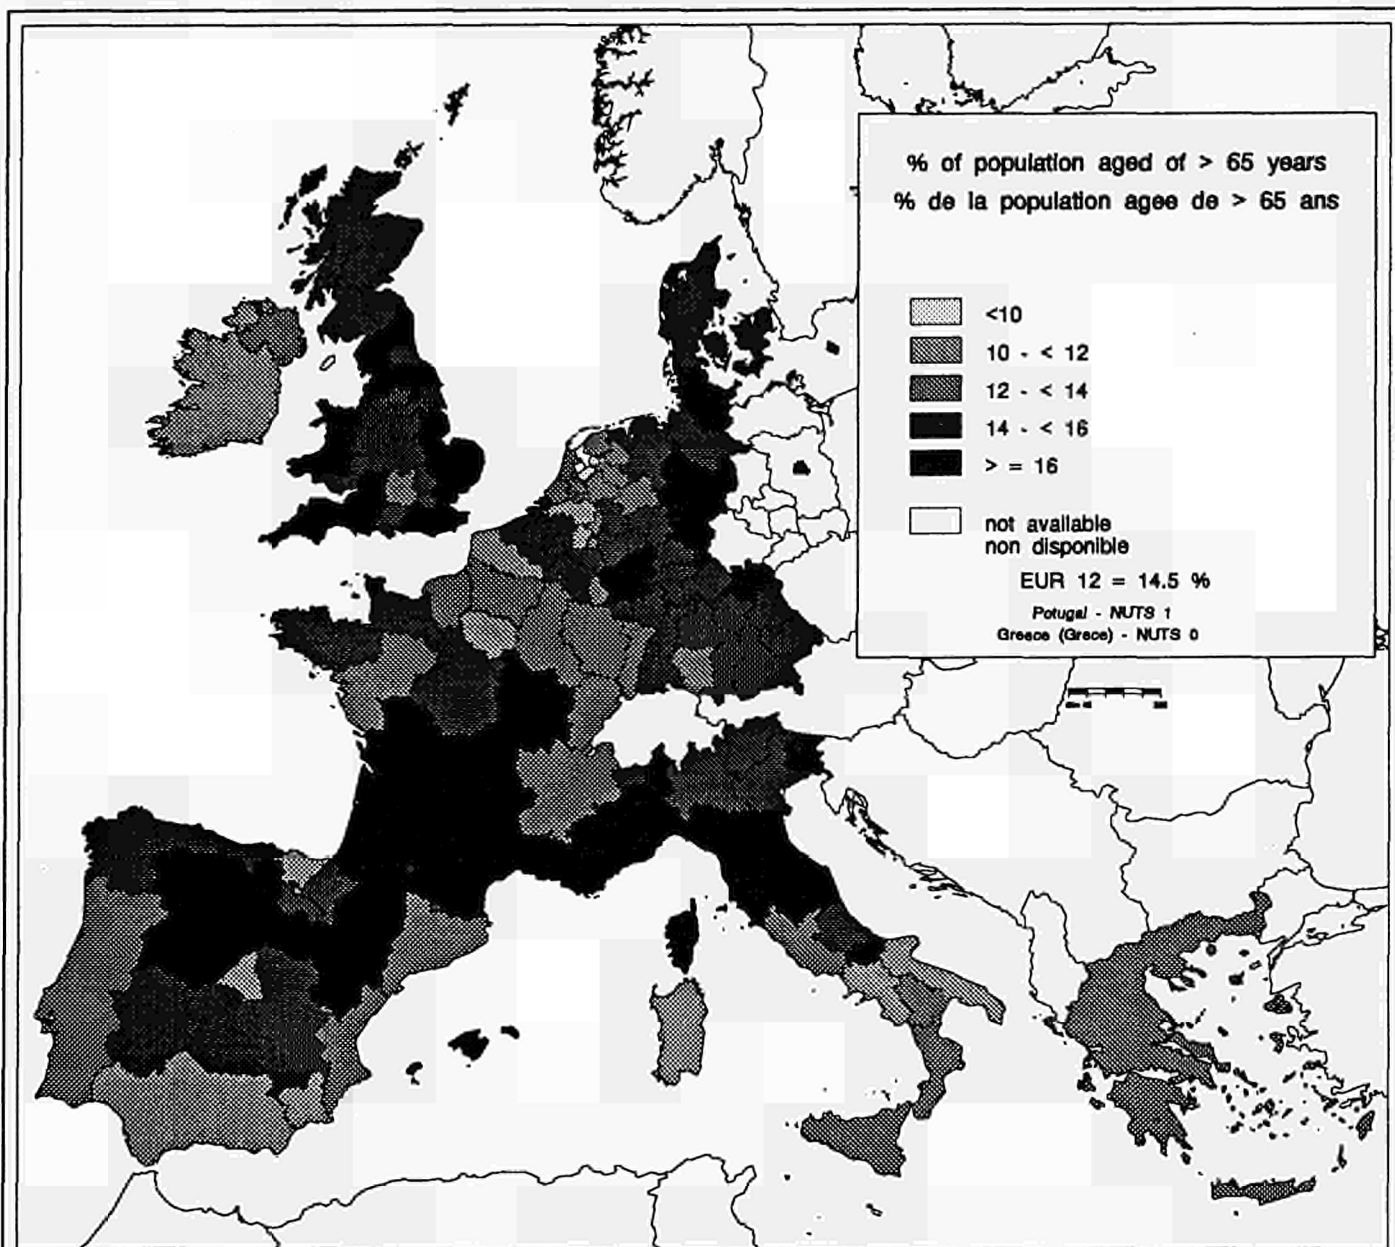 % of population aged of > 65 years
% de la population agee de > 65 ans
<10
10 - < 12
12 - < 14
14 - < 16
> = 16
not available
non disponible
EUR 12 = 14.5 %
Potugal - NUTS 1
Greece (Grece) - NUTS 0